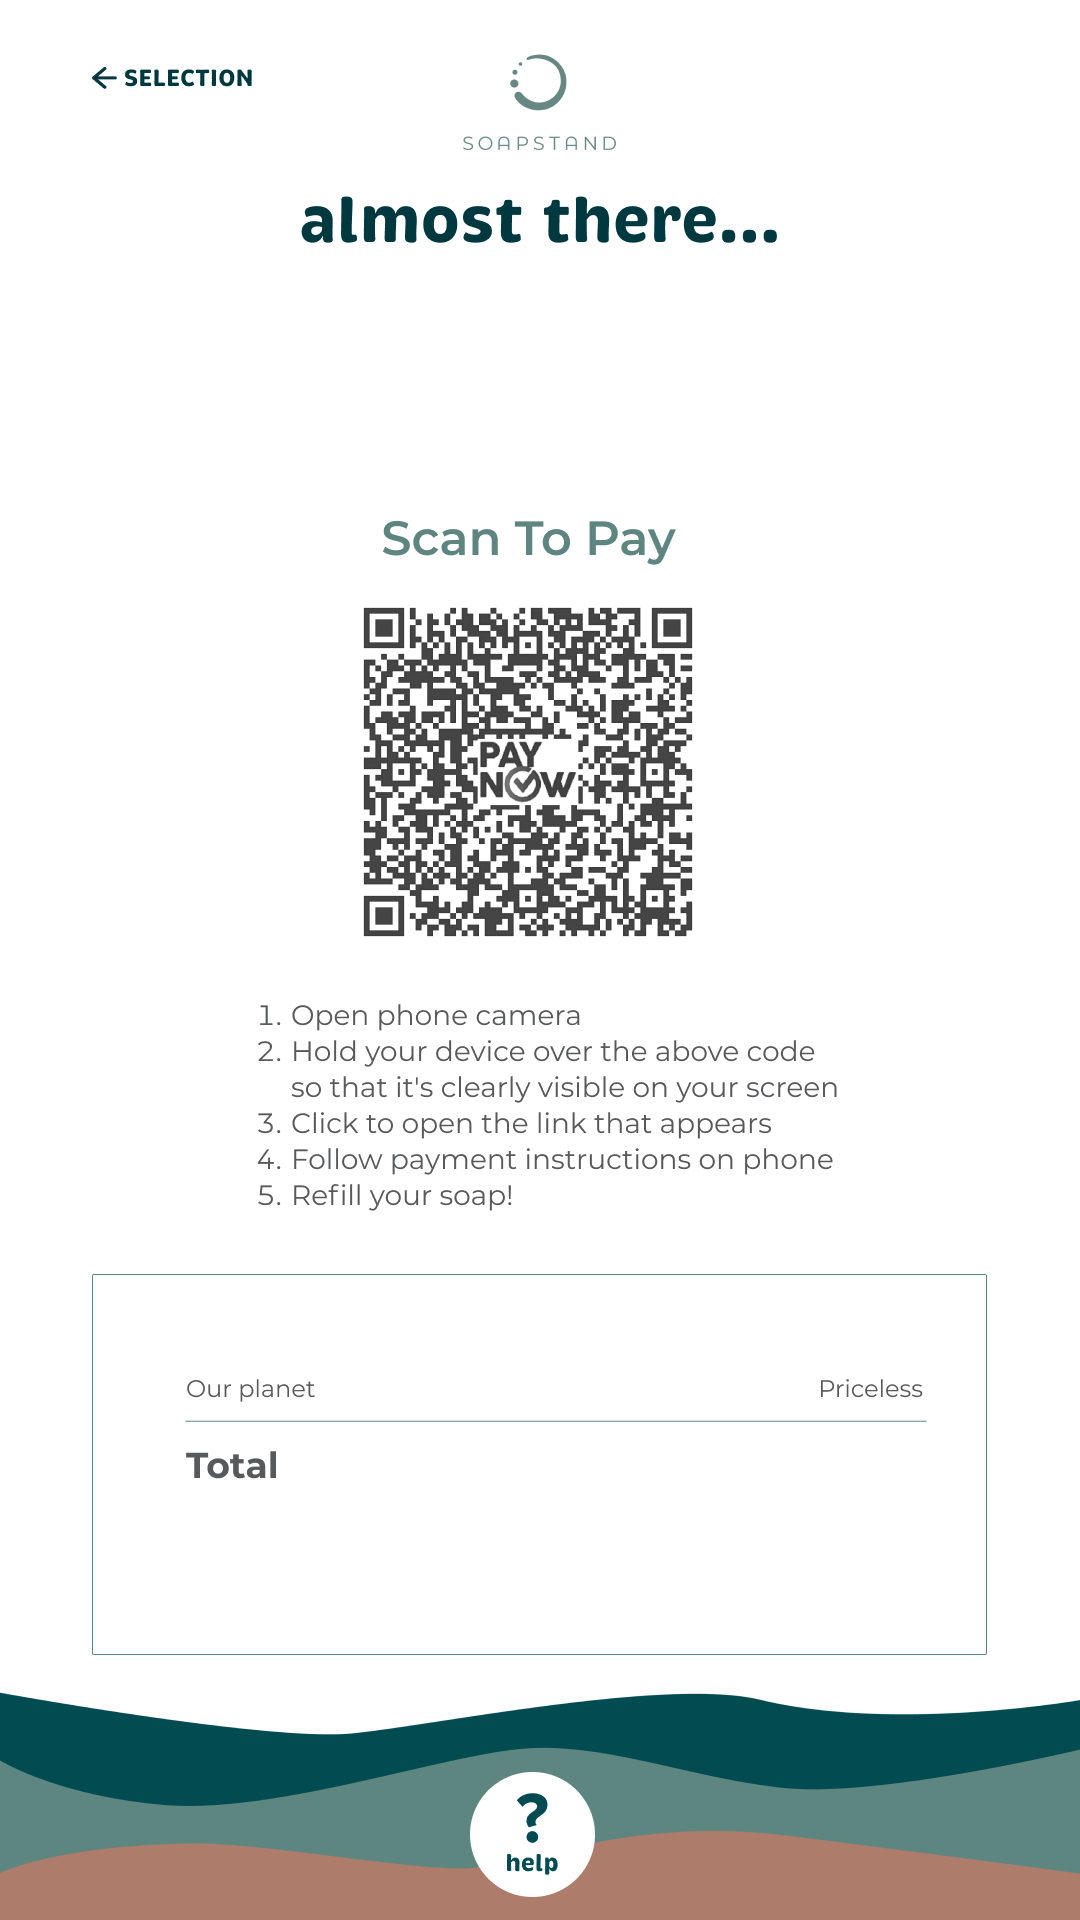 ← SELECTION
SOAPSTAND
almost there...
Scan To Pay
PAY
NOW
1. Open phone camera
2. Hold your device over the above code
so that it's clearly visible on your screen
3. Click to open the link that appears
4. Follow payment instructions on phone
5. Refill your soap!
Our planet Priceless
Total
?
help